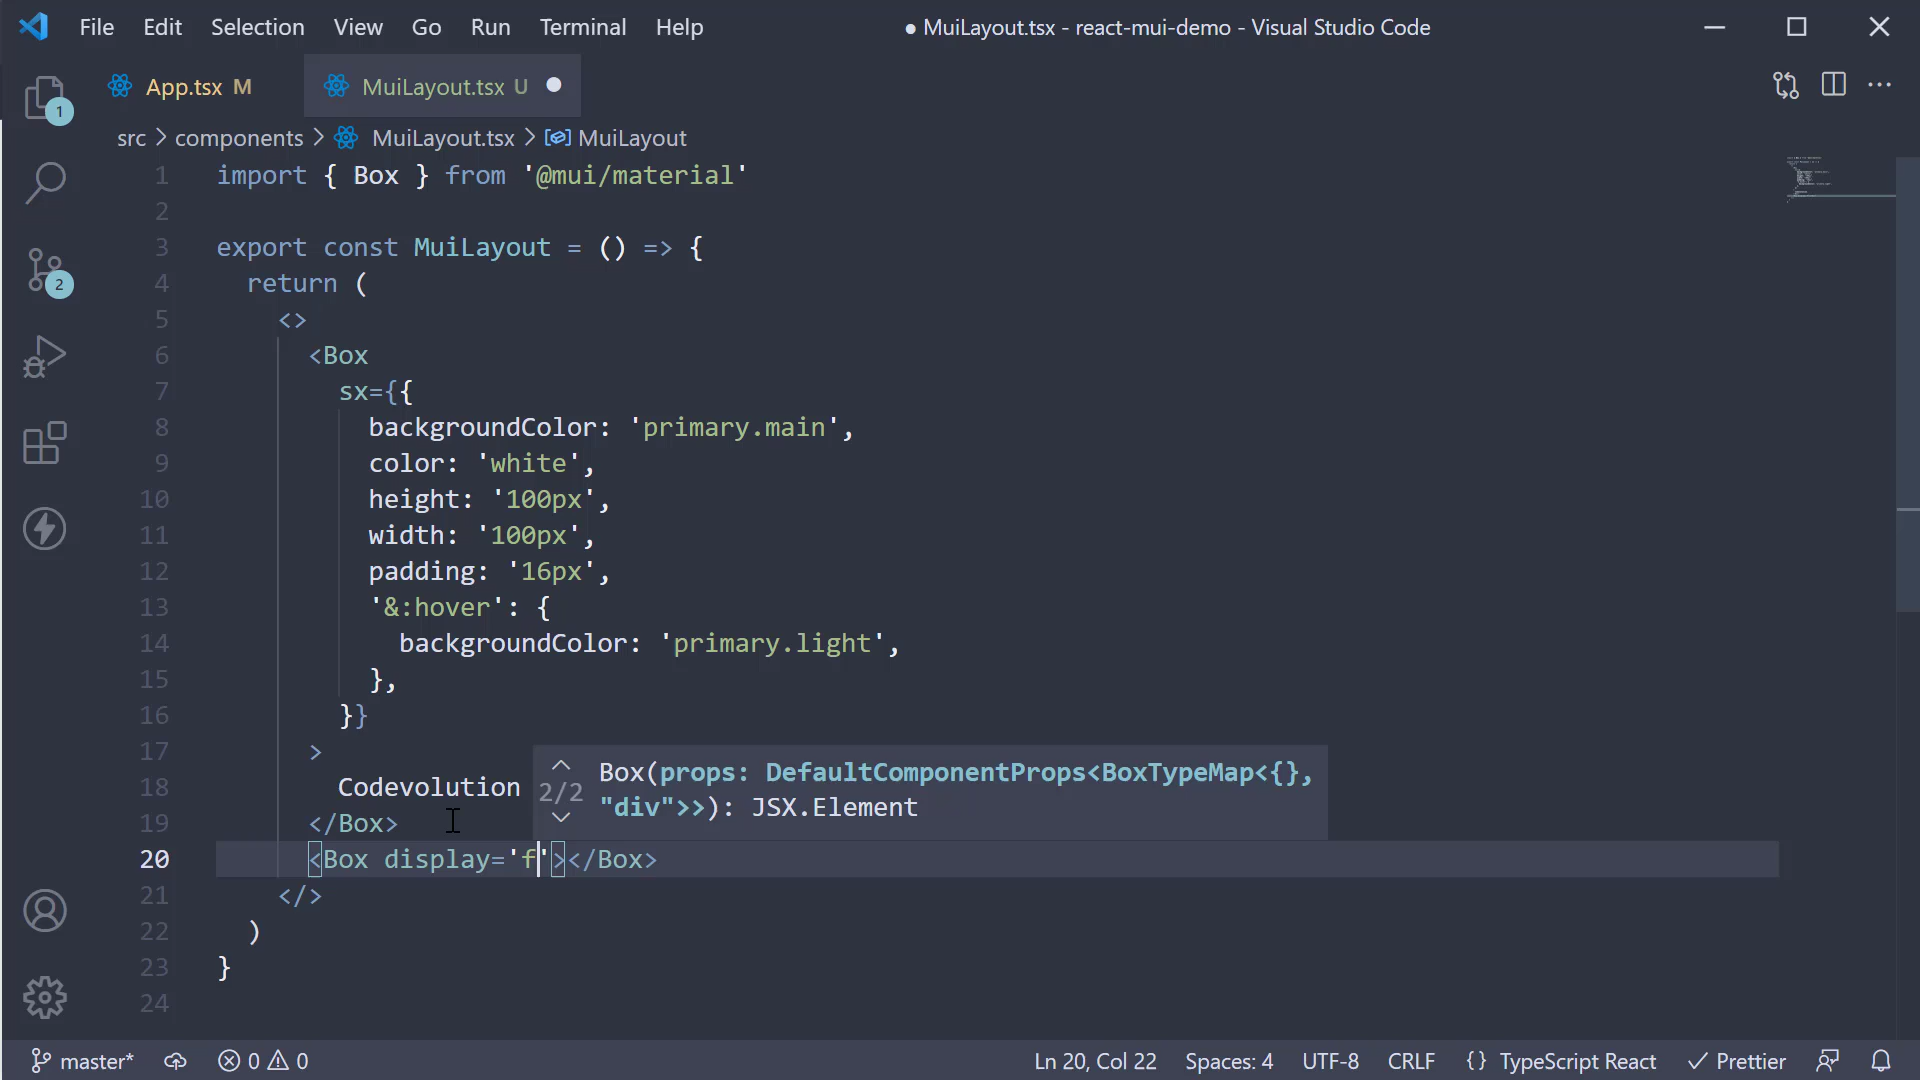 File Edit Selection View Go Run Terminal Help ● MuiLayout.tsx - react-mui-demo - Visual Studio Code
App.tsx M MuiLayout.tsx U
src > components > MuiLayout.tsx > MuiLayout
1 import { Box } from '@mui/material'
2
3 export const MuiLayout = () => {
4 return (
5 <>
6 <Box
7 sx={{
8 backgroundColor: 'primary.main',
9 color: 'white',
10 height: '100px',
11 width: '100px',
12 padding: '16px',
13 '&:hover': {
14 backgroundColor: 'primary.light',
15 },
16 }}
17 >
18 Codevolution
19 </Box>
20 <Box display='f'></Box>
21 </>
22 )
23 }
24
2/2 Box(props: DefaultComponentProps<BoxTypeMap<{},
"div">>): JSX.Element
1
2
master* 0 0 Ln 20, Col 22 Spaces: 4 UTF-8 CRLF {} TypeScript React ✓ Prettier